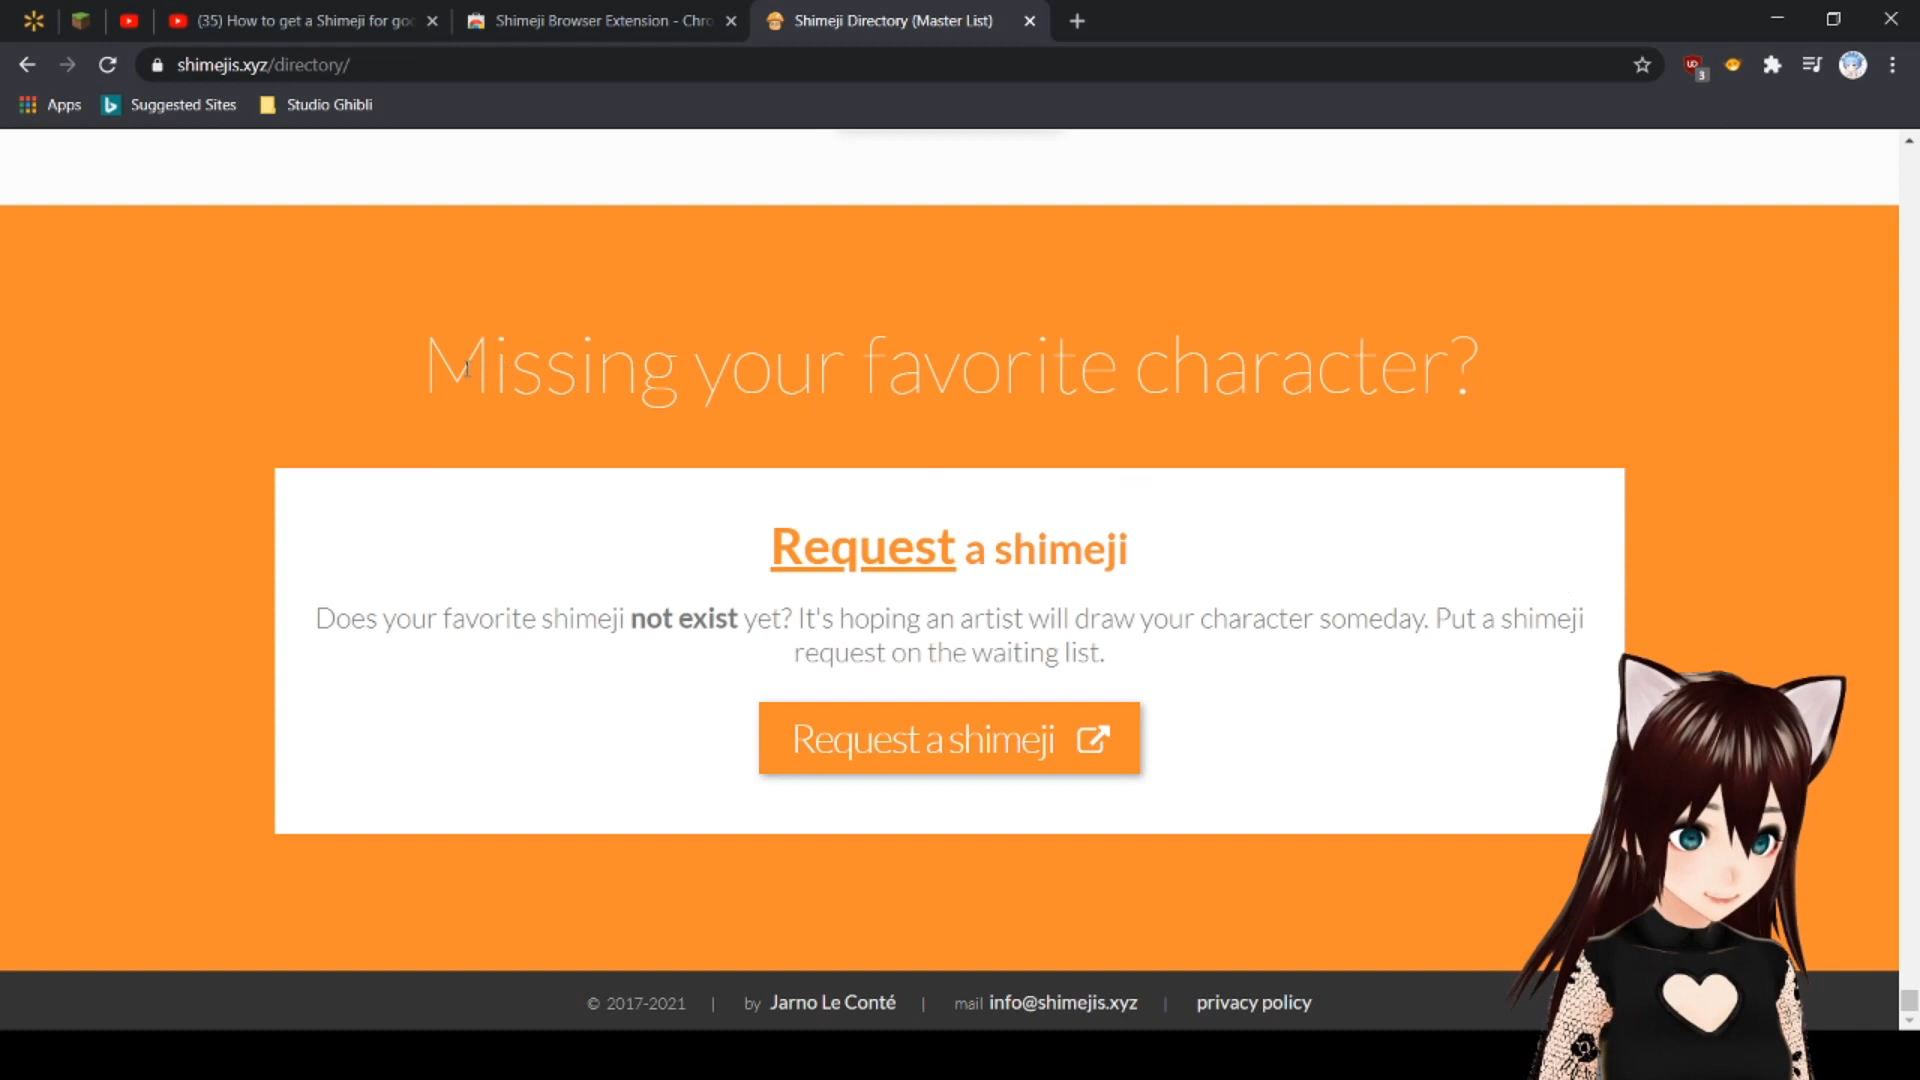 (35) How to get a Shimeji for goo
Shimeji Browser Extension - Chro
Shimeji Directory (Master List)
shimejis.xyz/directory/
3
Apps
Suggested Sites
Studio Ghibli
Missing your favorite character?
Request a shimeji
Does your favorite shimeji not exist yet? It's hoping an artist will draw your character someday. Put a shimeji
request on the waiting list.
Request a shimeji
© 2017-2021 | by Jarno Le Conté | mail info@shimejis.xyz | privacy policy